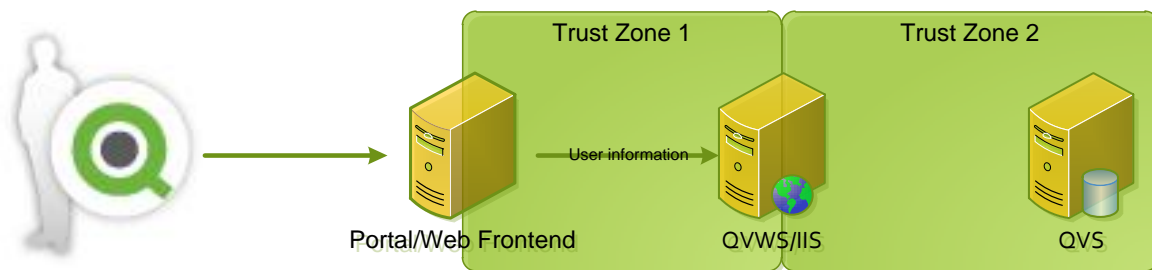 Trust Zone 1
Trust Zone 2
User information
Portal/Web Frontend
QVWS/IIS
QVS